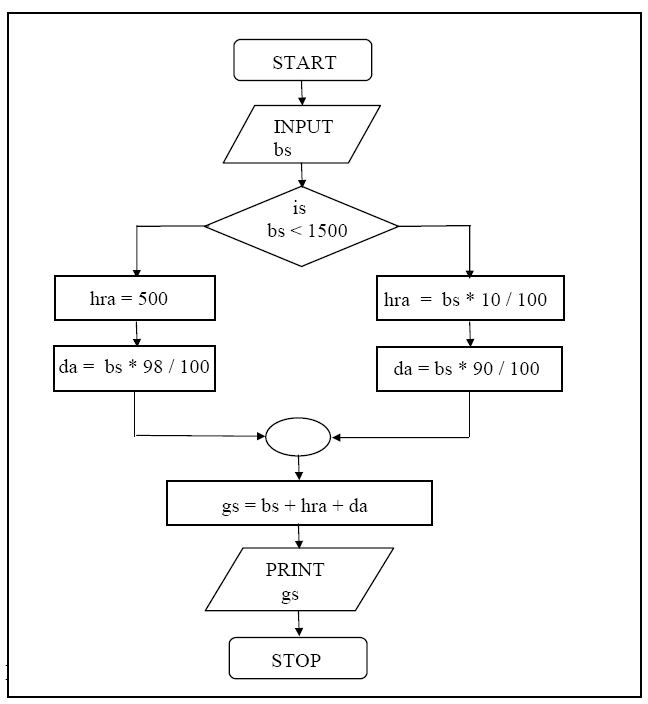 START
INPUT
bs
is
bs < 1500
hra = 500
hra = bs * 10 / 100
da = bs * 98 / 100
da = bs * 90 / 100
gs = bs + hra + da
PRINT
gs
STOP